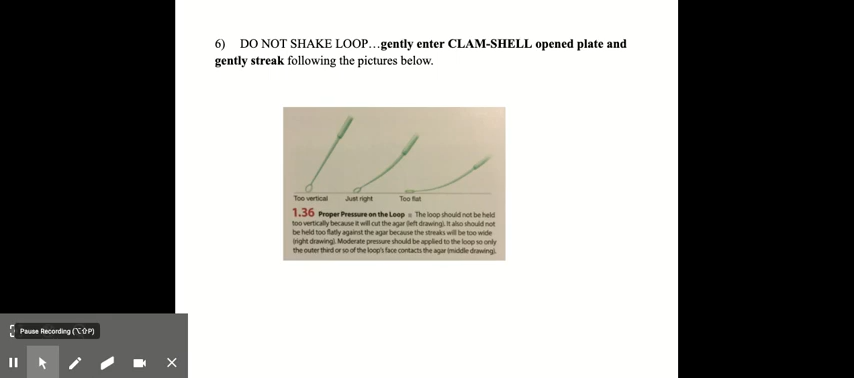 6) DO NOT SHAKE LOOP…gently enter CLAM-SHELL opened plate and
gently streak following the pictures below.
Too vertical Just right Too flat
1.36 Proper Pressure on the Loop ■ The loop should not be held
too vertically because it will cut the agar (left drawing). It also should not
be held too flatly against the agar because the streaks will be too wide
(right drawing). Moderate pressure should be applied to the loop so only
the outer third or so of the loop's face contacts the agar (middle drawing).
Pause Recording (⌥⇧P)